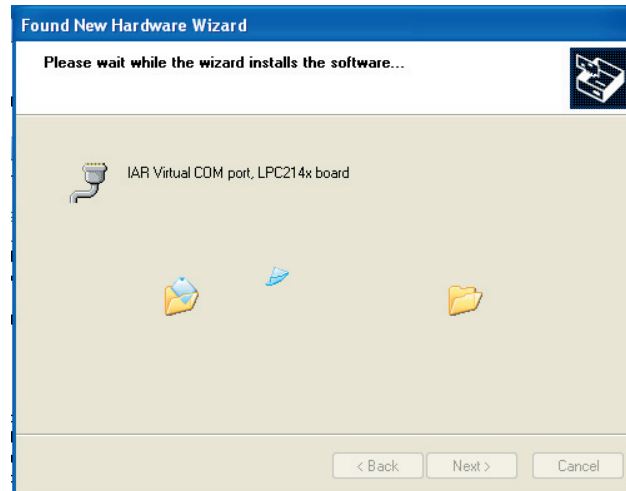 Found New Hardware Wizard
Please wait while the wizard installs the software...
IAR Virtual COM port, LPC214x board
< Back
Next >
Cancel